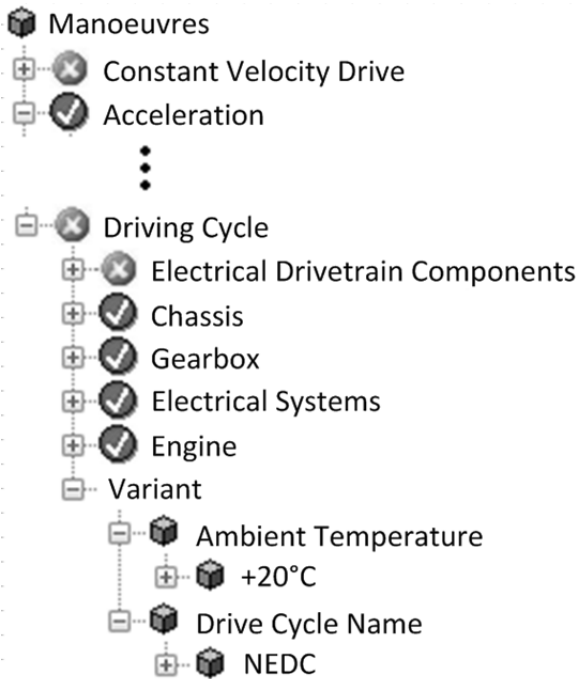 Manoeuvres
Constant Velocity Drive
Acceleration
Driving Cycle
Electrical Drivetrain Components
Chassis
Gearbox
Electrical Systems
Engine
Variant
Ambient Temperature
+20°C
Drive Cycle Name
NEDC